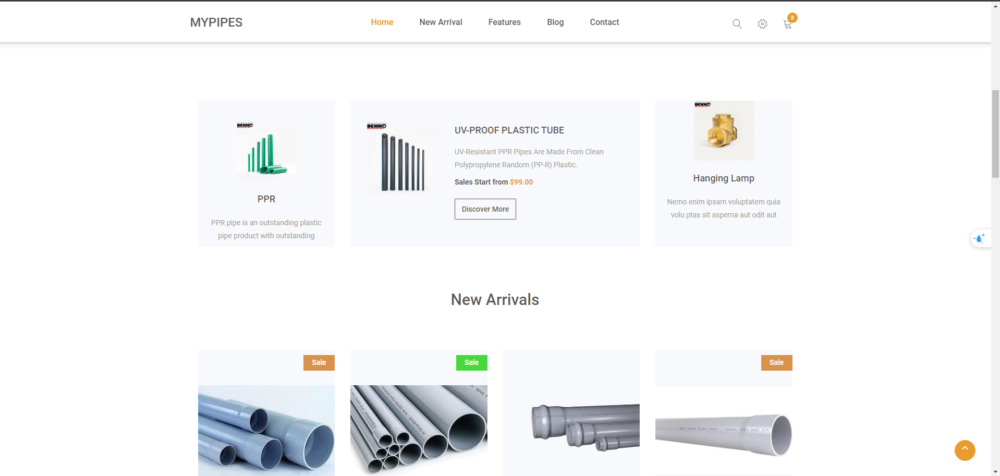 MYPIPES
Home
New Arrival
Features
Blog
Contact
2
DEKKO
PPR
PPR pipe is an outstanding plastic
pipe product with outstanding
DEKKO
UV-PROOF PLASTIC TUBE
UV-Resistant PPR Pipes Are Made From Clean
Polypropylene Random (PP-R) Plastic.
Sales Start from $99.00
Discover More
DEKKO
Hanging Lamp
Nemo enim ipsam voluptatem quia
volu ptas sit asperna aut odit aut
New Arrivals
Sale
Sale
Sale